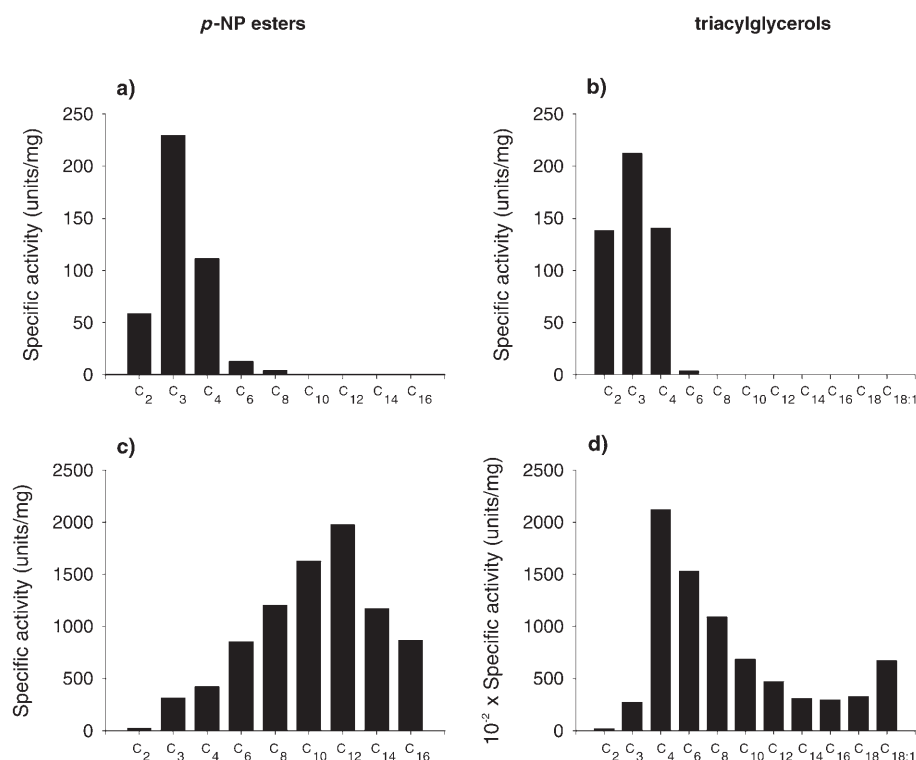 p-NP esters
triacylglycerols
a)
Specific activity (units/mg)
250
200
150
100
50
0
C2 C3 C4 C6 C8 C10 C12 C14 C16
b)
Specific activity (units/mg)
250
200
150
100
50
0
C2 C3 C4 C6 C8 C10 C12 C14 C16 C18 C18:1
c)
Specific activity (units/mg)
2500
2000
1500
1000
500
0
C2 C3 C4 C6 C8 C10 C12 C14 C16
d)
10-2 x Specific activity (units/mg)
2500
2000
1500
1000
500
0
C2 C3 C4 C6 C8 C10 C12 C14 C16 C18 C18:1